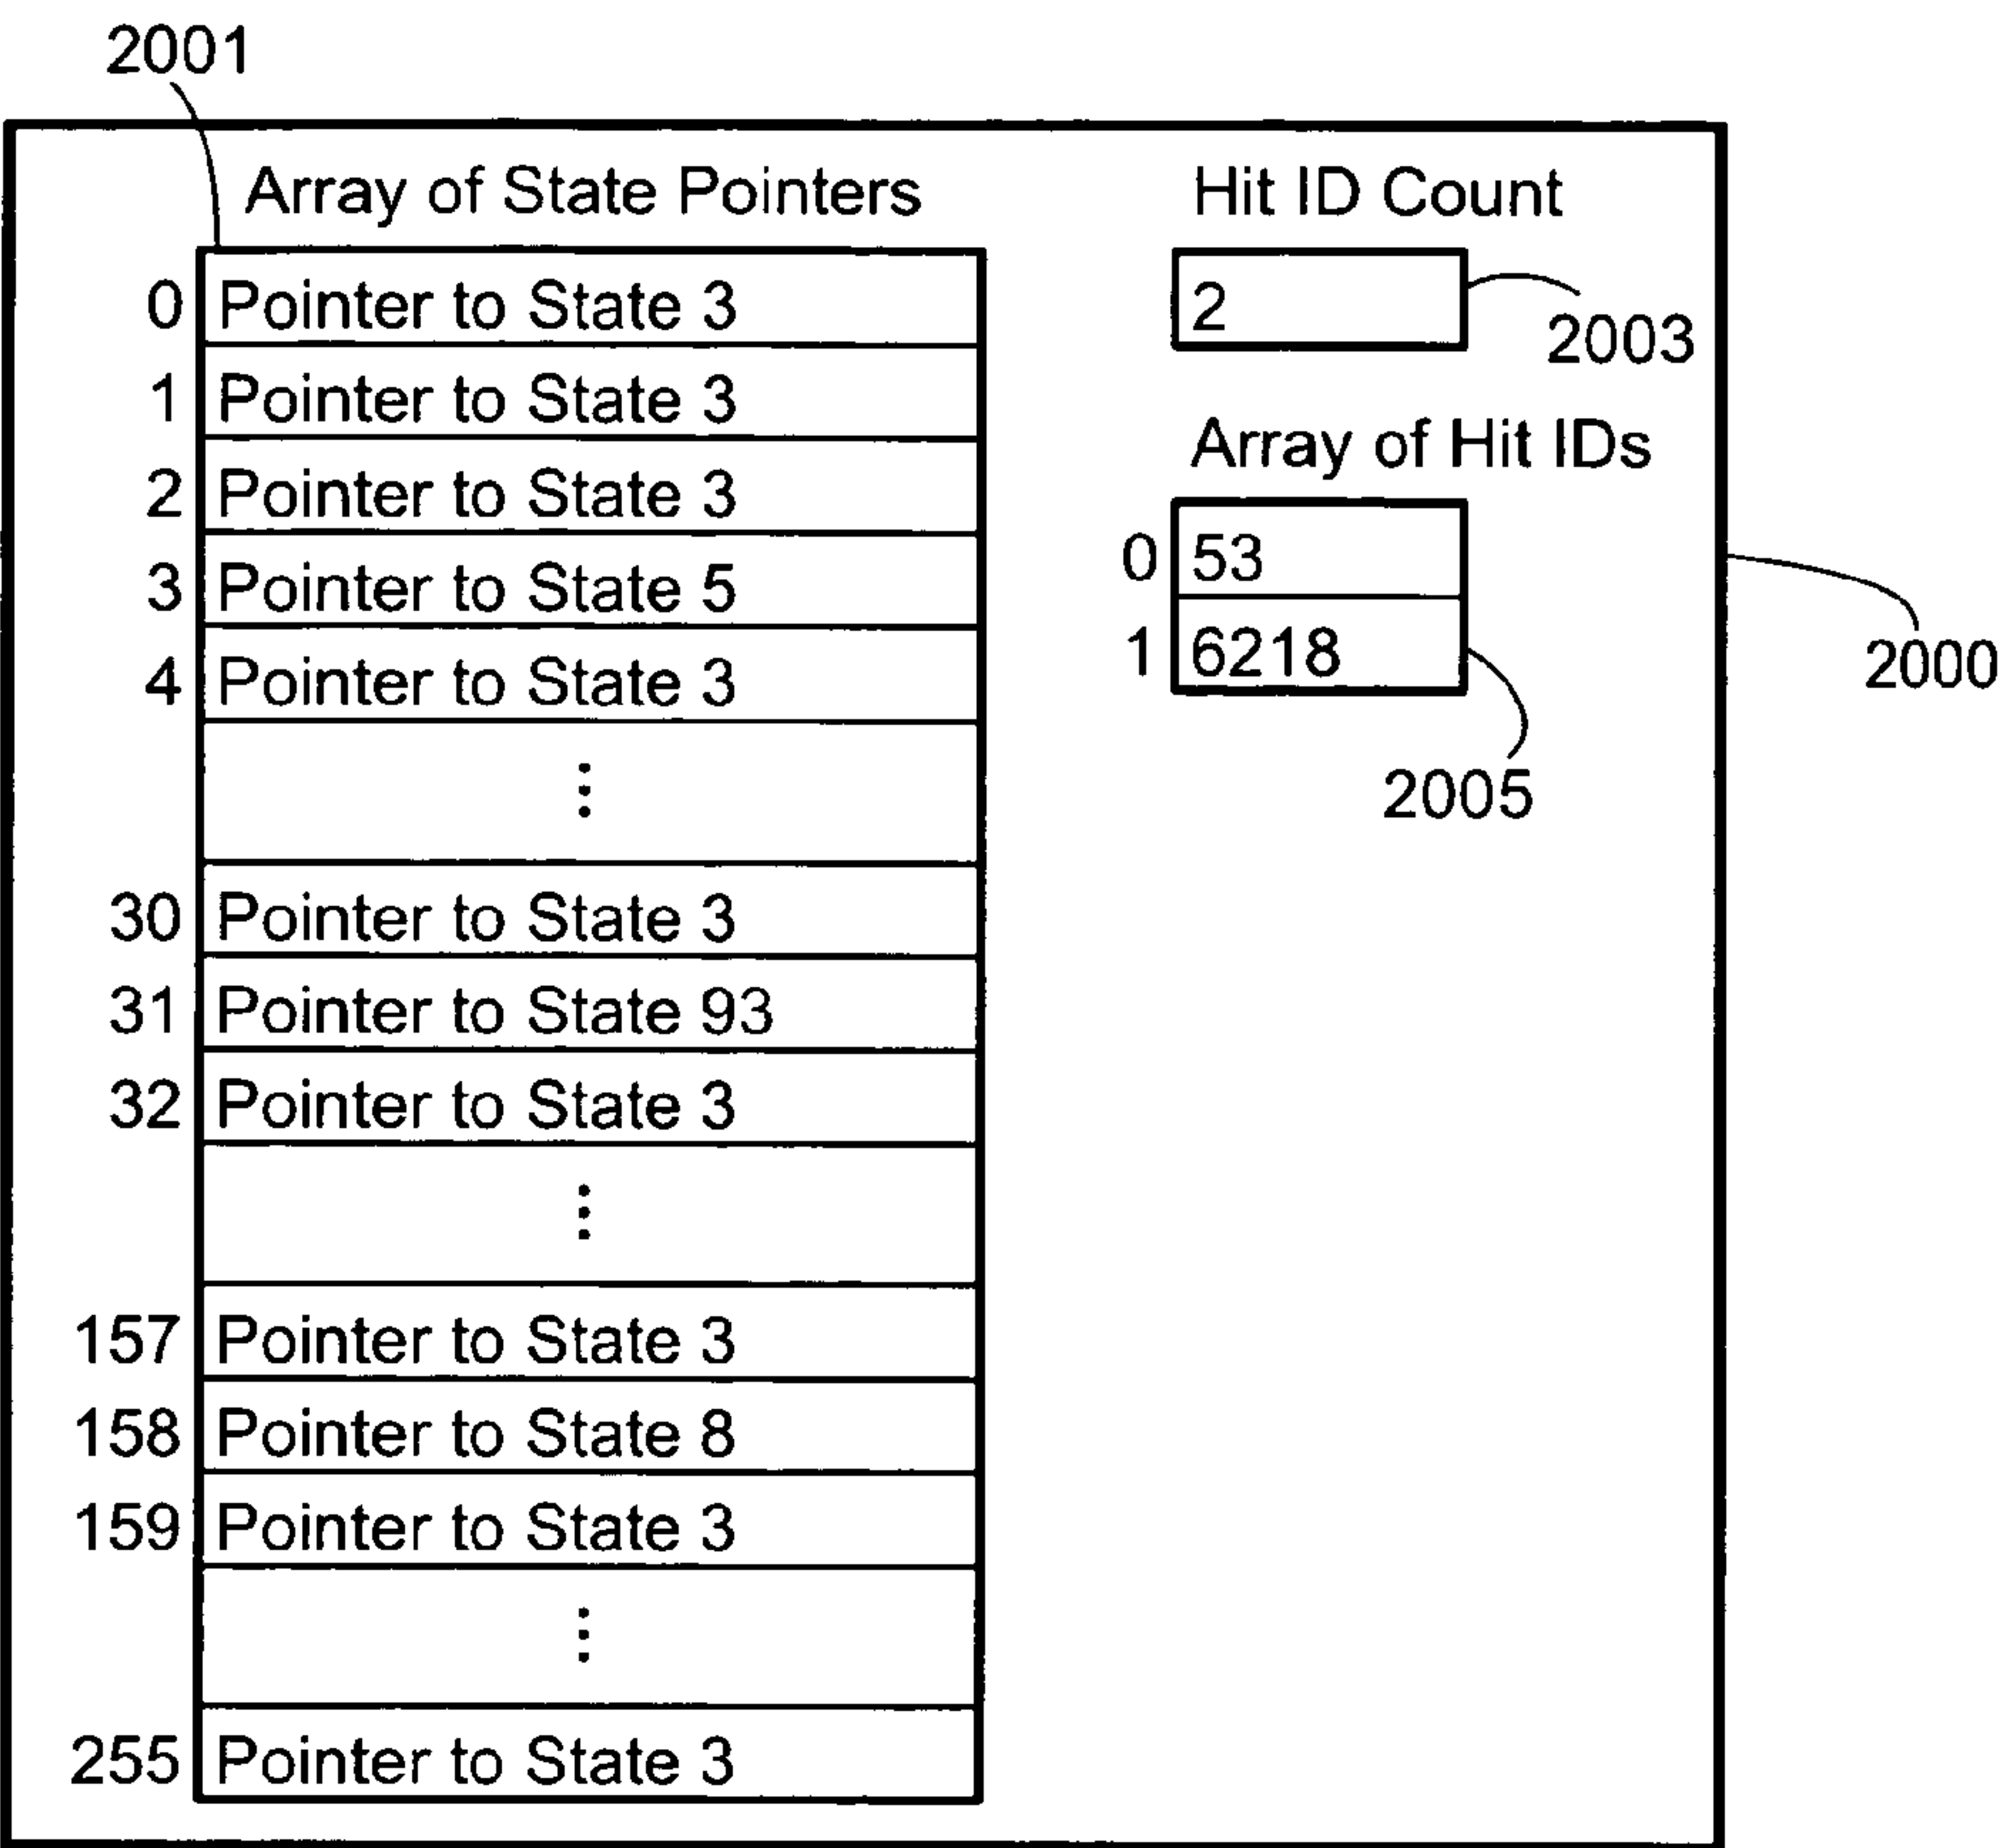 2001
Array of State Pointers
0 Pointer to State 3
1 Pointer to State 3
2 Pointer to State 3
3 Pointer to State 5
4 Pointer to State 3
⋮
30 Pointer to State 3
31 Pointer to State 93
32 Pointer to State 3
⋮
157 Pointer to State 3
158 Pointer to State 8
159 Pointer to State 3
⋮
255 Pointer to State 3
Hit ID Count
2
2003
Array of Hit IDs
0 53
1 6218
2005
2000